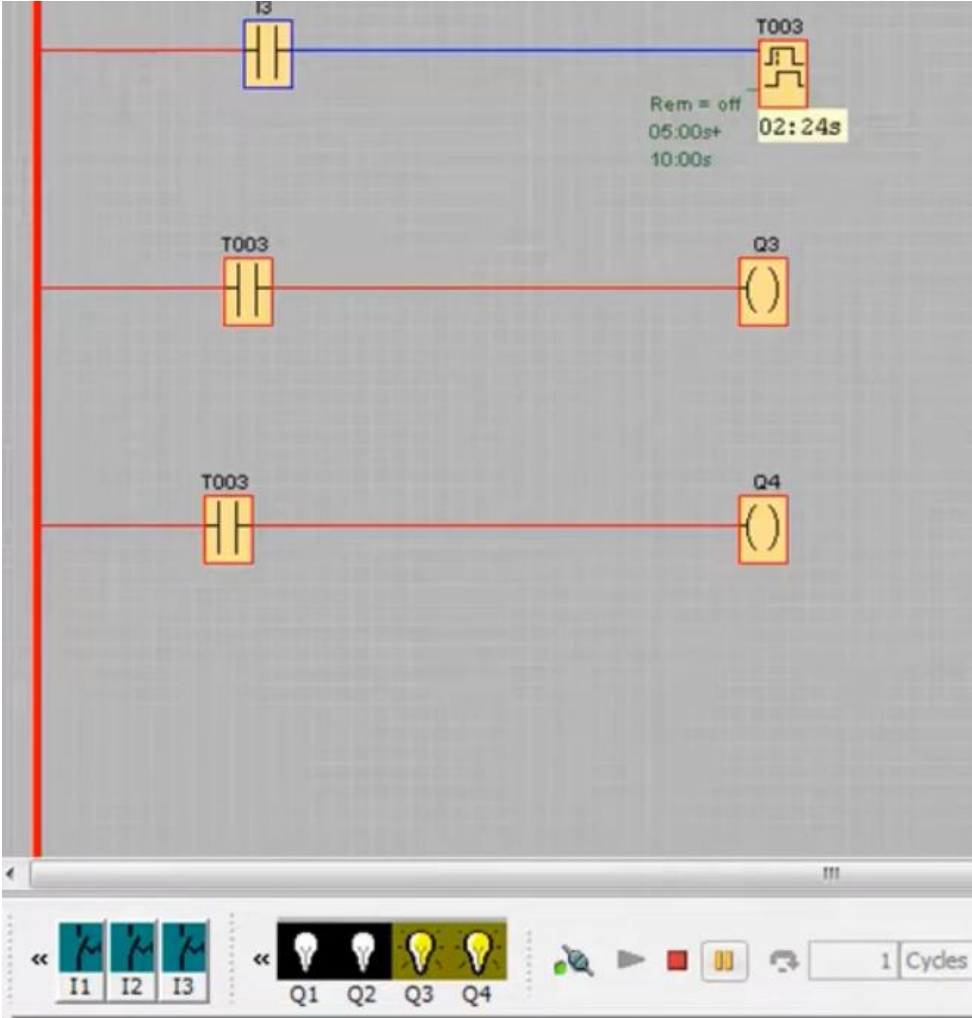 I3
T003
Rem = off
05:00s+
02:24s
10:00s
T003
Q3
T003
Q4
«
I1 I2 I3
«
Q1 Q2 Q3 Q4
1 Cycles